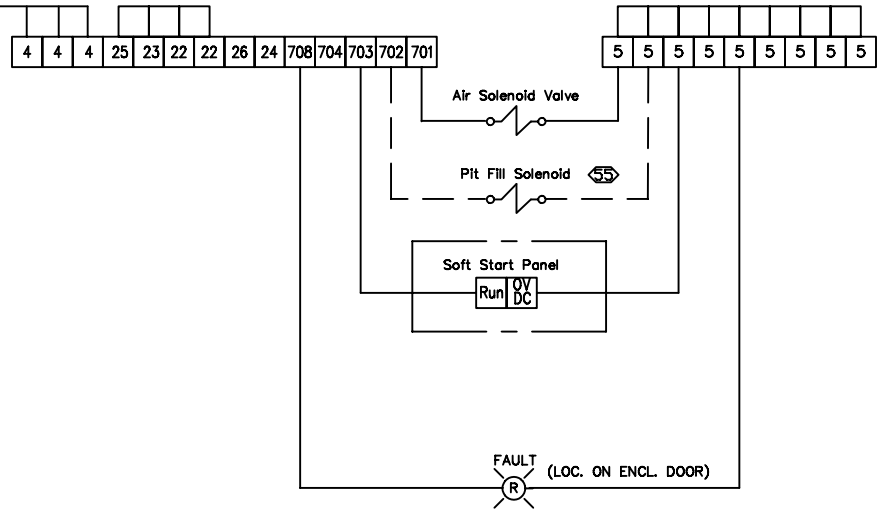 4 4 4 25 23 22 22 26 24 708 704 703 702 701 5 5 5 5 5 5 5 5 5
Air Solenoid Valve
Pit Fill Solenoid 55
Soft Start Panel
Run 0V DC
FAULT
R (LOC. ON ENCL. DOOR)